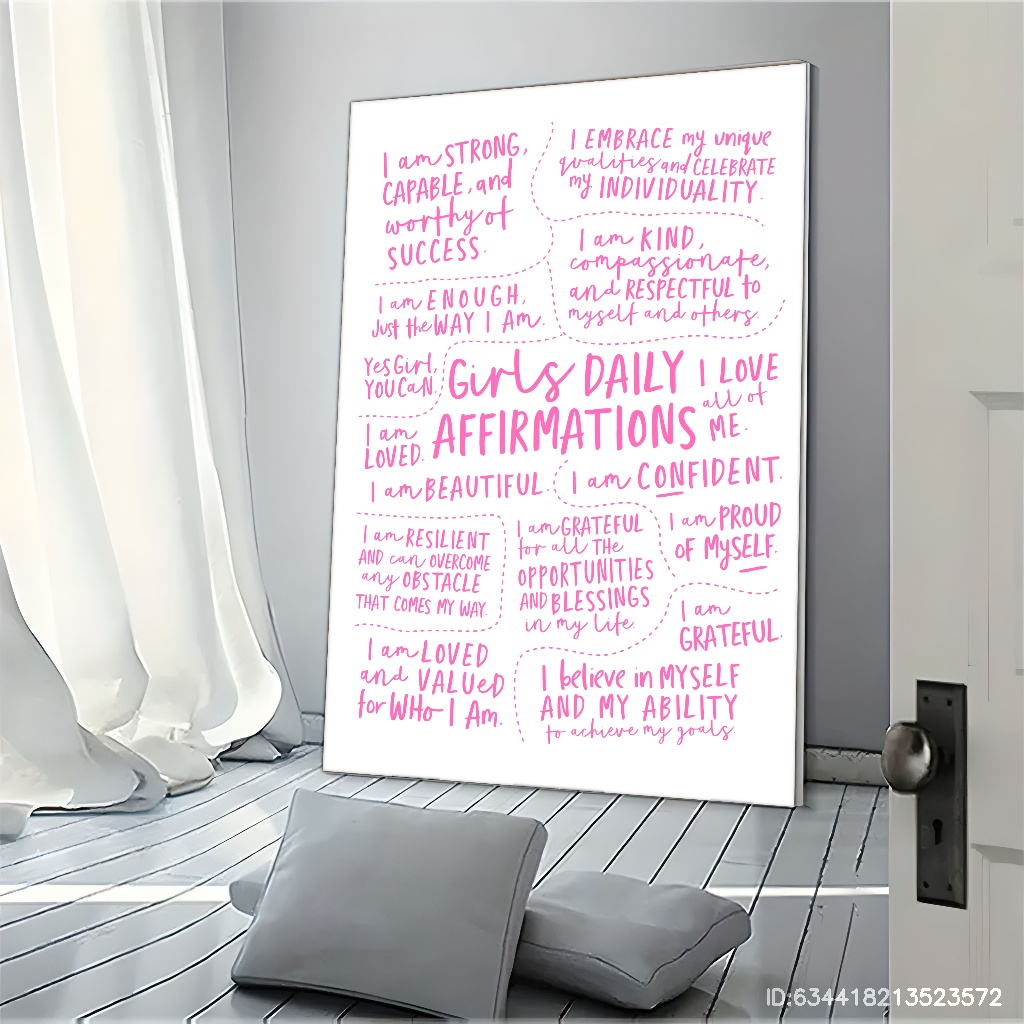 I am STRONG,
CAPABLE, and
worthy of
SUCCESS.
I EMBRACE my unique
qualities and CELEBRATE
my INDIVIDUALITY.
I am KIND,
compassionate,
and RESPECTFUL to
myself and others.
I am ENOUGH,
Just the WAY I Am.
Yes Girl,
YOU CaN.
Girls DAILY
AFFIRMATIONS
I LOVE
all of
ME.
I am
LOVED.
I am BEAUTIFUL.
I am CONFIDENT.
I am RESILIENT
AND can OVERCOME
any OBSTACLE
THAT COMES MY WAY.
I am GRATEFUL
for all THe
OPPORTUNITIES
AND BLESSINGS
in my life.
I am PROUD
OF MySELF.
I am
GRATEFUL.
I am LOVED
and VALUeD
for WHo I Am.
I believe in MYSELF
AND MY ABILITY
to achieve my goals.
ID:634418213523572